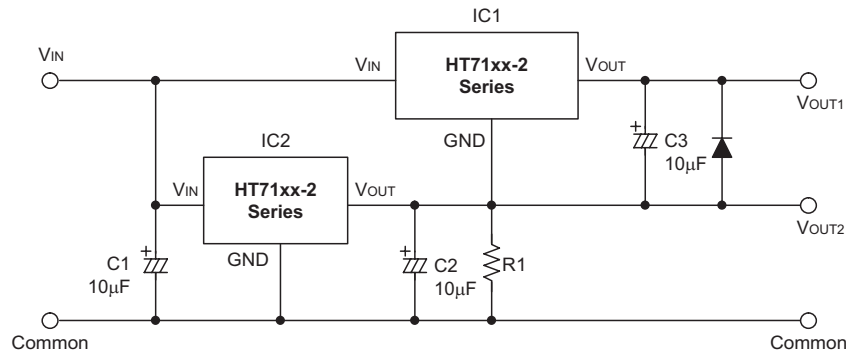 IC1
VIN
VIN
HT71xx-2
Series
VOUT
VOUT1
GND
C3
10μF
IC2
VIN
HT71xx-2
Series
VOUT
VOUT2
GND
C1
10μF
C2
10μF
R1
Common
Common